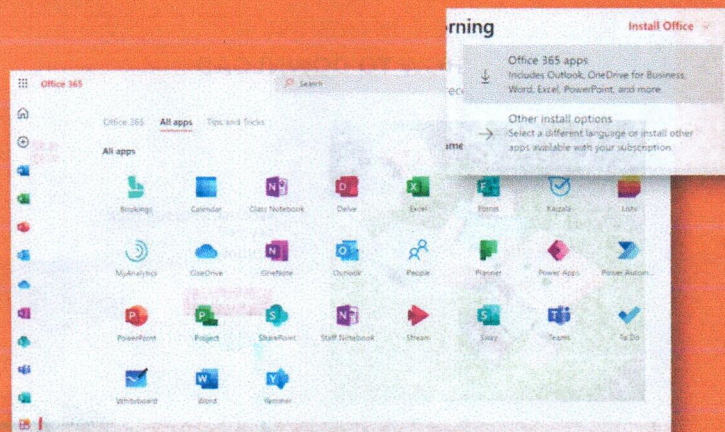 rning
Install Office
Office 365 apps
Includes Outlook, OneDrive for Business,
Word, Excel, PowerPoint, and more
Other install options
Select a different language or install other
apps available with your subscription
Office 365
Search
Office 365 All apps Tips and Tricks
All apps
Bookings Calendar Class Notebook Delve Excel Forms Kaizala Lists
MyAnalytics OneDrive OneNote Outlook People Planner Power Apps Power Autom...
PowerPoint Project SharePoint Staff Notebook Stream Sway Teams To Do
Whiteboard Word Yammer